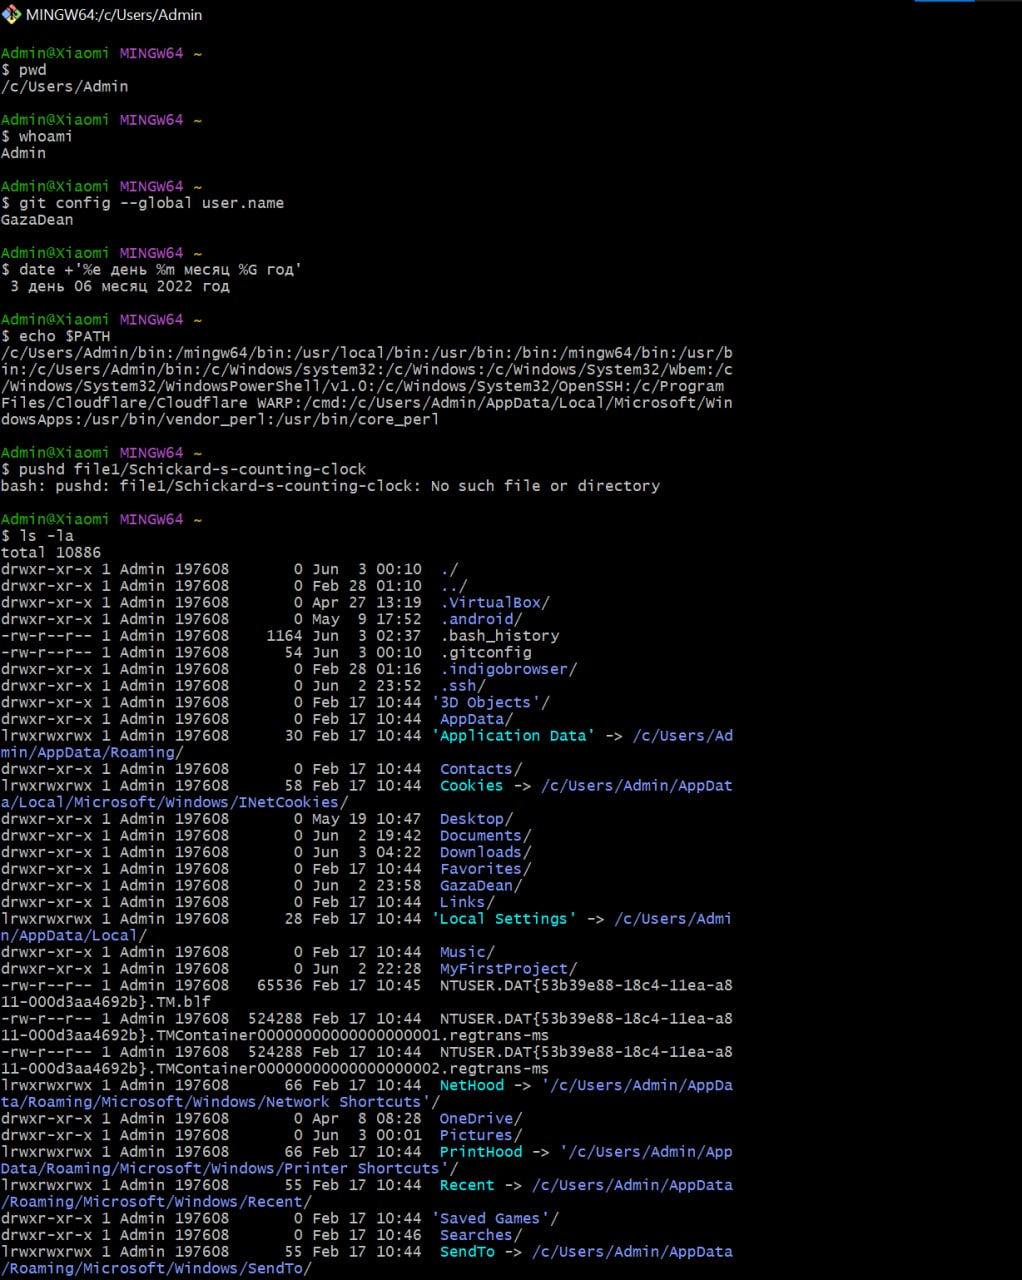 MINGW64:/c/Users/Admin
Admin@Xiaomi MINGW64 ~
$ pwd
/c/Users/Admin
Admin@Xiaomi MINGW64 ~
$ whoami
Admin
Admin@Xiaomi MINGW64 ~
$ git config --global user.name
GazaDean
Admin@Xiaomi MINGW64 ~
$ date +'%e день %m месяц %G год'
 3 день 06 месяц 2022 год
Admin@Xiaomi MINGW64 ~
$ echo $PATH
/c/Users/Admin/bin:/mingw64/bin:/usr/local/bin:/usr/bin:/bin:/mingw64/bin:/usr/b
in:/c/Users/Admin/bin:/c/Windows/system32:/c/Windows:/c/Windows/System32/Wbem:/c
/Windows/System32/WindowsPowerShell/v1.0:/c/Windows/System32/OpenSSH:/c/Program
Files/Cloudflare/Cloudflare WARP:/cmd:/c/Users/Admin/AppData/Local/Microsoft/Win
dowsApps:/usr/bin/vendor_perl:/usr/bin/core_perl
Admin@Xiaomi MINGW64 ~
$ pushd file1/Schickard-s-counting-clock
bash: pushd: file1/Schickard-s-counting-clock: No such file or directory
Admin@Xiaomi MINGW64 ~
$ ls -la
total 10886
drwxr-xr-x 1 Admin 197608       0 Jun  3 00:10  ./
drwxr-xr-x 1 Admin 197608       0 Feb 28 01:10  ../
drwxr-xr-x 1 Admin 197608       0 Apr 27 13:19  .VirtualBox/
drwxr-xr-x 1 Admin 197608       0 May  9 17:52  .android/
-rw-r--r-- 1 Admin 197608    1164 Jun  3 02:37  .bash_history
-rw-r--r-- 1 Admin 197608      54 Jun  3 00:10  .gitconfig
drwxr-xr-x 1 Admin 197608       0 Feb 28 01:16  .indigobrowser/
drwxr-xr-x 1 Admin 197608       0 Jun  2 23:52  .ssh/
drwxr-xr-x 1 Admin 197608       0 Feb 17 10:44 '3D Objects'/
drwxr-xr-x 1 Admin 197608       0 Feb 17 10:44  AppData/
lrwxrwxrwx 1 Admin 197608      30 Feb 17 10:44 'Application Data' -> /c/Users/Ad
min/AppData/Roaming/
drwxr-xr-x 1 Admin 197608       0 Feb 17 10:44  Contacts/
lrwxrwxrwx 1 Admin 197608      58 Feb 17 10:44  Cookies -> /c/Users/Admin/AppDat
a/Local/Microsoft/Windows/INetCookies/
drwxr-xr-x 1 Admin 197608       0 May 19 10:47  Desktop/
drwxr-xr-x 1 Admin 197608       0 Jun  2 19:42  Documents/
drwxr-xr-x 1 Admin 197608       0 Jun  3 04:22  Downloads/
drwxr-xr-x 1 Admin 197608       0 Feb 17 10:44  Favorites/
drwxr-xr-x 1 Admin 197608       0 Jun  2 23:58  GazaDean/
drwxr-xr-x 1 Admin 197608       0 Feb 17 10:44  Links/
lrwxrwxrwx 1 Admin 197608      28 Feb 17 10:44 'Local Settings' -> /c/Users/Admi
n/AppData/Local/
drwxr-xr-x 1 Admin 197608       0 Feb 17 10:44  Music/
drwxr-xr-x 1 Admin 197608       0 Jun  2 22:28  MyFirstProject/
-rw-r--r-- 1 Admin 197608   65536 Feb 17 10:45  NTUSER.DAT{53b39e88-18c4-11ea-a8
11-000d3aa4692b}.TM.blf
-rw-r--r-- 1 Admin 197608  524288 Feb 17 10:44  NTUSER.DAT{53b39e88-18c4-11ea-a8
11-000d3aa4692b}.TMContainer00000000000000000001.regtrans-ms
-rw-r--r-- 1 Admin 197608  524288 Feb 17 10:44  NTUSER.DAT{53b39e88-18c4-11ea-a8
11-000d3aa4692b}.TMContainer00000000000000000002.regtrans-ms
lrwxrwxrwx 1 Admin 197608      66 Feb 17 10:44  NetHood -> '/c/Users/Admin/AppDa
ta/Roaming/Microsoft/Windows/Network Shortcuts'/
drwxr-xr-x 1 Admin 197608       0 Apr  8 08:28  OneDrive/
drwxr-xr-x 1 Admin 197608       0 Jun  3 00:01  Pictures/
lrwxrwxrwx 1 Admin 197608      66 Feb 17 10:44  PrintHood -> '/c/Users/Admin/App
Data/Roaming/Microsoft/Windows/Printer Shortcuts'/
lrwxrwxrwx 1 Admin 197608      55 Feb 17 10:44  Recent -> /c/Users/Admin/AppData
/Roaming/Microsoft/Windows/Recent/
drwxr-xr-x 1 Admin 197608       0 Feb 17 10:44 'Saved Games'/
drwxr-xr-x 1 Admin 197608       0 Feb 17 10:46  Searches/
lrwxrwxrwx 1 Admin 197608      55 Feb 17 10:44  SendTo -> /c/Users/Admin/AppData
/Roaming/Microsoft/Windows/SendTo/